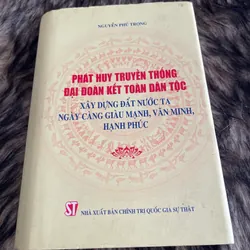 NGUYỄN PHÚ TRỌNG
PHÁT HUY TRUYỀN THỐNG
ĐẠI ĐOÀN KẾT TOÀN DÂN TỘC
XÂY DỰNG ĐẤT NƯỚC TA
NGÀY CÀNG GIÀU MẠNH, VĂN MINH,
HẠNH PHÚC
ST NHÀ XUẤT BẢN CHÍNH TRỊ QUỐC GIA SỰ THẬT